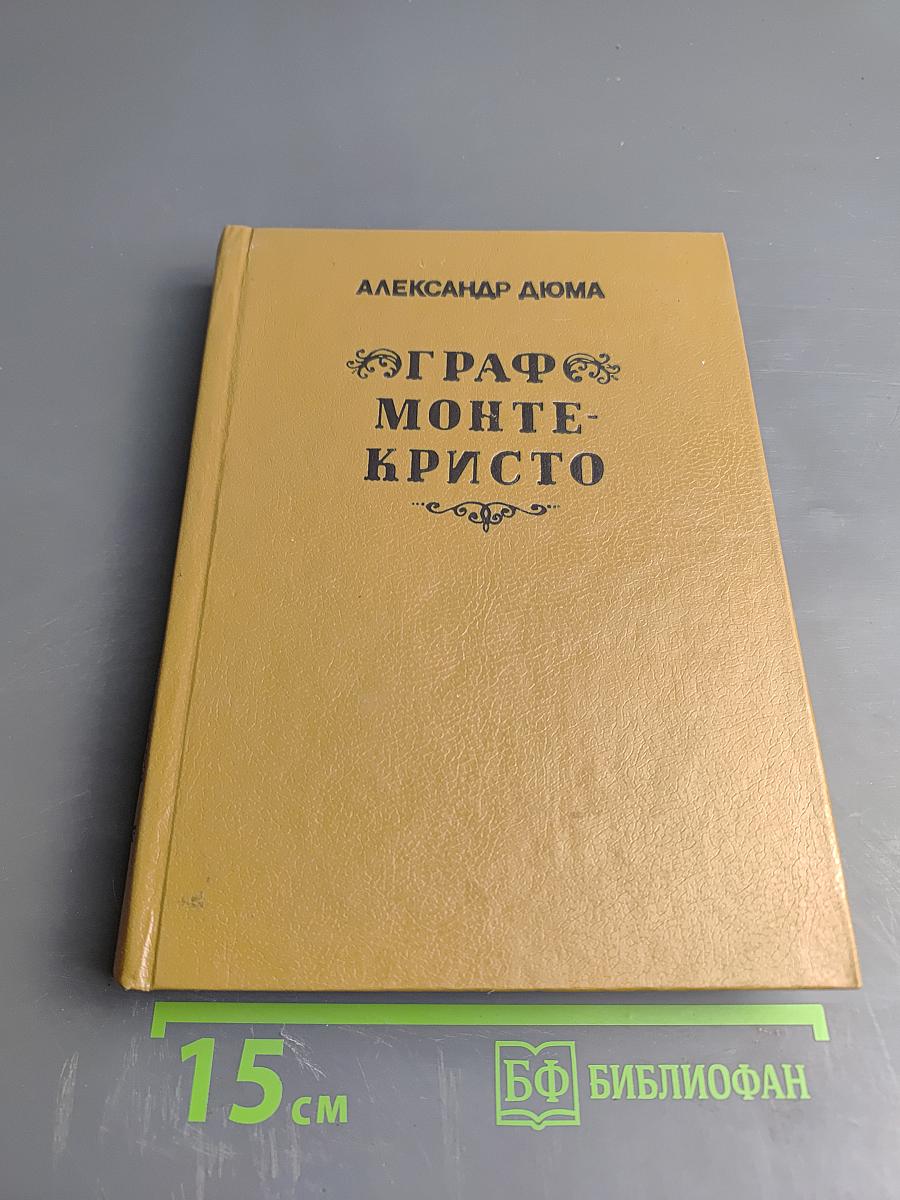 АЛЕКСАНДР ДЮМА
ГРАФ
МОНТЕ-
КРИСТО
15 см
БФ БИБЛИОФАН